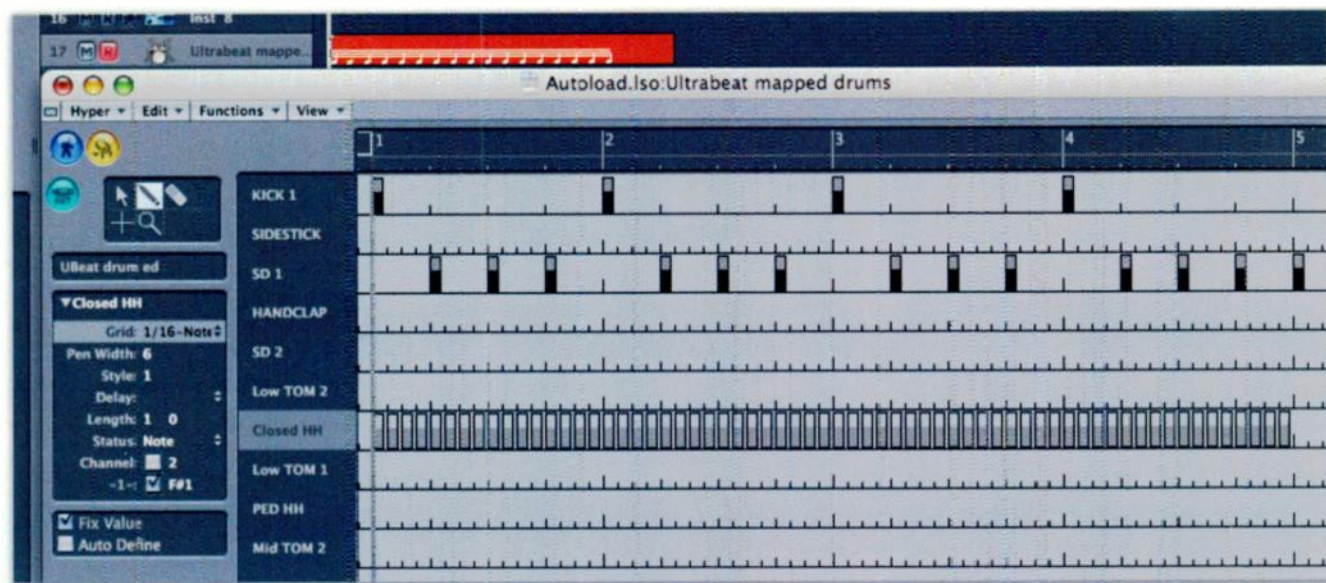 16 M R Inst 8
17 M R Ultrabeat mappe...
Autoload.lso:Ultrabeat mapped drums
Hyper Edit Functions View
1 2 3 4 5
UBeat drum ed
Closed HH
Grid: 1/16-Note
Pen Width: 6
Style: 1
Delay:
Length: 1 0
Status: Note
Channel: 2
-1-: F#1
Fix Value
Auto Define
KICK 1
SIDESTICK
SD 1
HANDCLAP
SD 2
Low TOM 2
Closed HH
Low TOM 1
PED HH
Mid TOM 2